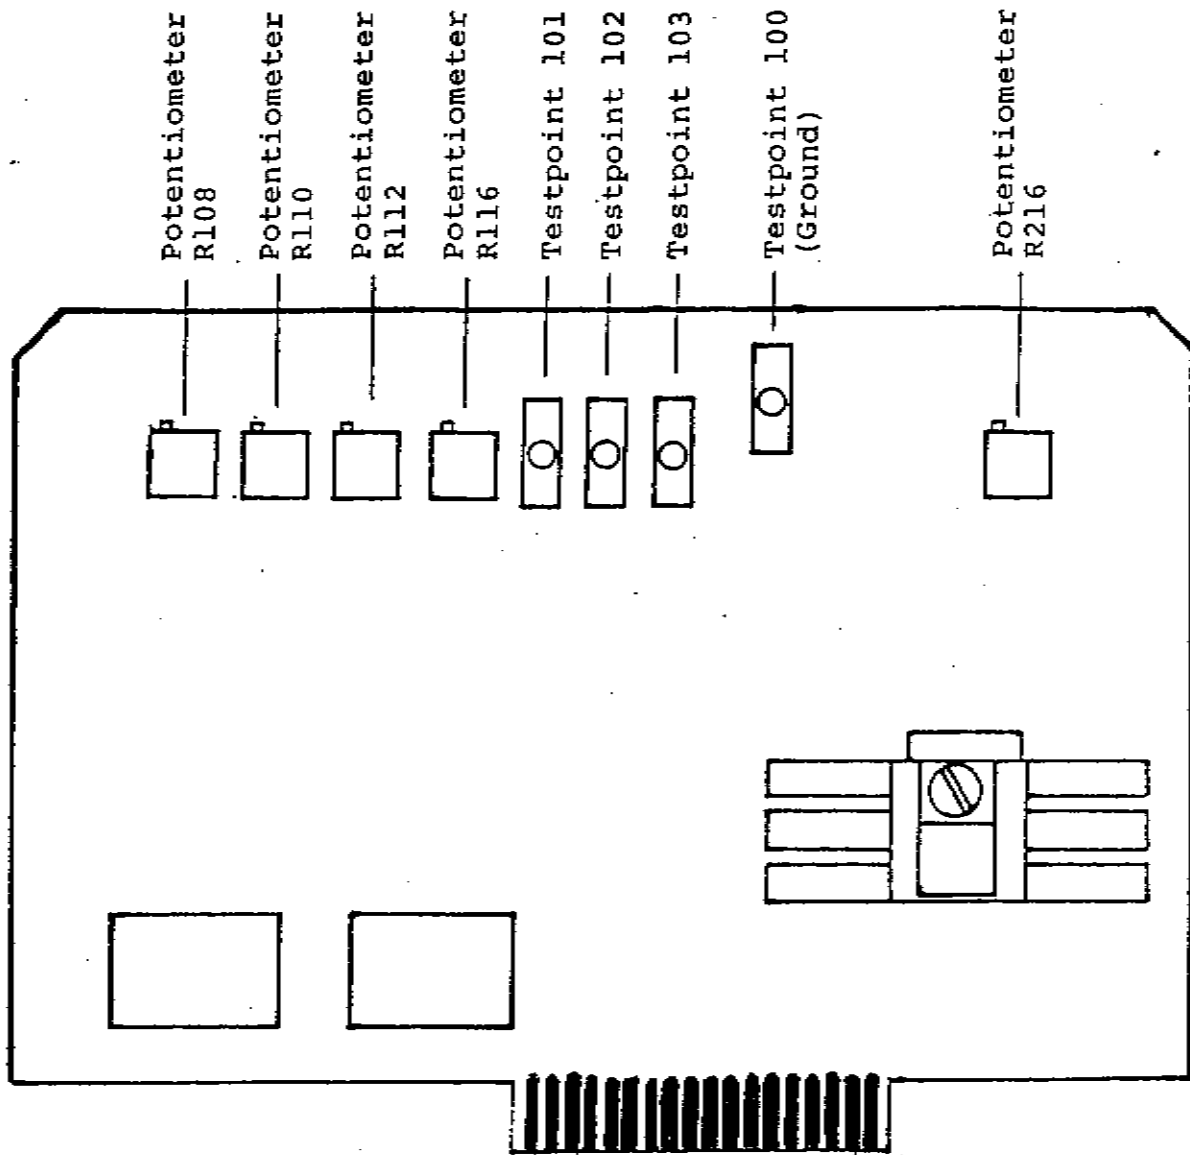 Potentiometer
R108
Potentiometer
R110
Potentiometer
R112
Potentiometer
R116
Testpoint 101
Testpoint 102
Testpoint 103
Testpoint 100
(Ground)
Potentiometer
R216